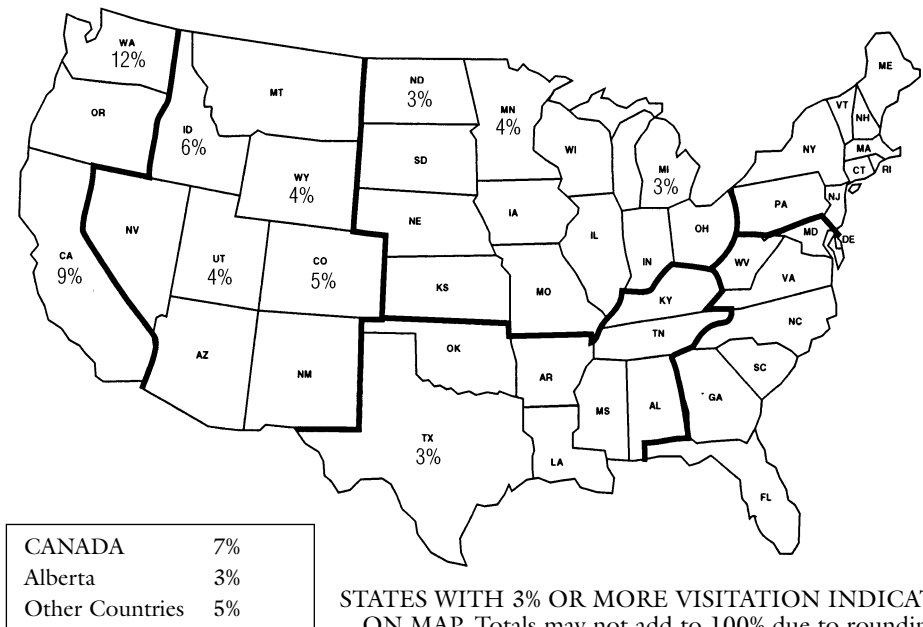 WA
12%
OR
CA
9%
ID
6%
NV
MT
WY
4%
UT
4%
CO
5%
AZ
NM
ND
3%
SD
NE
KS
OK
TX
3%
MN
4%
IA
MO
AR
LA
WI
IL
MI
3%
IN
OH
KY
TN
MS
AL
GA
FL
SC
NC
VA
WV
MD
DE
PA
NJ
NY
CT
RI
MA
VT
NH
ME
CANADA 7%
Alberta 3%
Other Countries 5%
STATES WITH 3% OR MORE VISITATION INDICAT
ON MAP. Totals may not add to 100% due to roundin